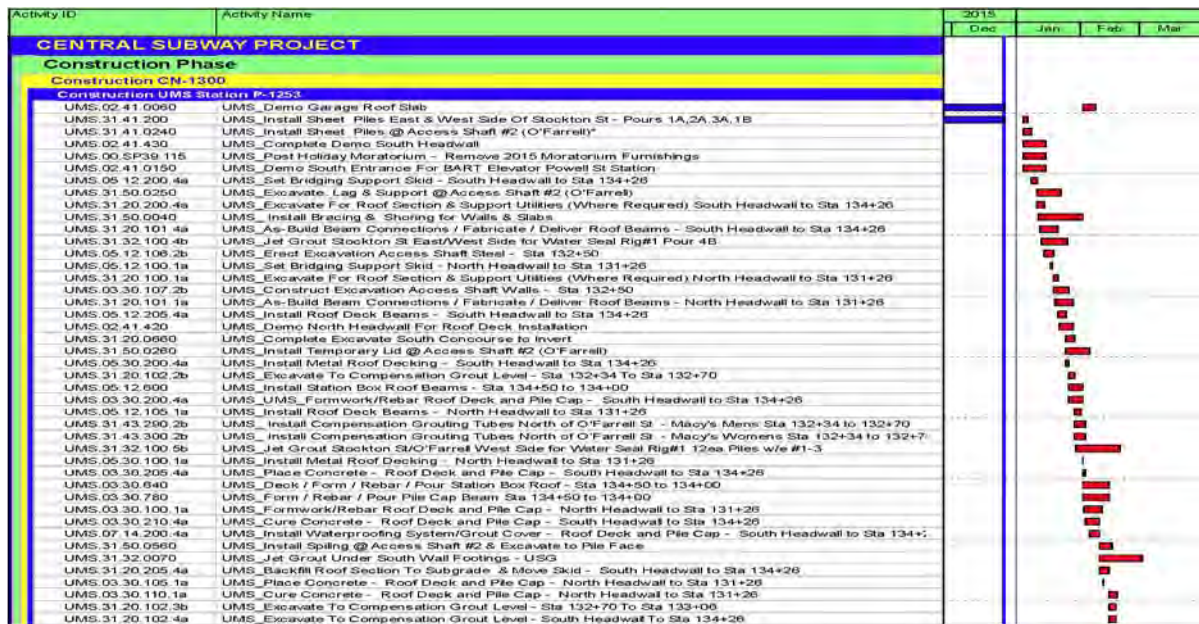 Activity ID Activity Name 2015
Dec Jan Feb Mar
CENTRAL SUBWAY PROJECT
Construction Phase
Construction CN-1300
Construction UMS Station P-1253
UMS.02.41.0060 UMS_Demo Garage Roof Slab
UMS.31.41.200 UMS_Install Sheet Piles East & West Side Of Stockton St - Pours 1A,2A,3A,1B
UMS.31.41.0240 UMS_Install Sheet Piles @ Access Shaft #2 (O'Farrell)*
UMS.02.41.430 UMS_Complete Demo South Headwall
UMS.00.SP39.115 UMS_Post Holiday Moratorium - Remove 2015 Moratorium Furnishings
UMS.02.41.0150 UMS_Demo South Entrance For BART Elevator Powell St Station
UMS.05.12.200.4a UMS_Set Bridging Support Skid - South Headwall to Sta 134+26
UMS.31.50.0250 UMS_Excavate, Lag & Support @ Access Shaft #2 (O'Farrell)
UMS.31.20.200.4a UMS_Excavate For Roof Section & Support Utilities (Where Required) South Headwall to Sta 134+26
UMS.31.50.0040 UMS_ Install Bracing & Shoring for Walls & Slabs
UMS.31.20.101.4a UMS_As-Build Beam Connections / Fabricate / Deliver Roof Beams - South Headwall to Sta 134+26
UMS.31.32.100.4b UMS_Jet Grout Stockton St East/West Side for Water Seal Rig#1 Pour 4B
UMS.05.12.106.2b UMS_Erect Excavation Access Shaft Steel - Sta 132+50
UMS.05.12.100.1a UMS_Set Bridging Support Skid - North Headwall to Sta 131+26
UMS.31.20.100.1a UMS_Excavate For Roof Section & Support Utilities (Where Required) North Headwall to Sta 131+26
UMS.03.30.107.2b UMS_Construct Excavation Access Shaft Walls - Sta 132+50
UMS.31.20.101.1a UMS_As-Build Beam Connections / Fabricate / Deliver Roof Beams - North Headwall to Sta 131+26
UMS.05.12.205.4a UMS_Install Roof Deck Beams - South Headwall to Sta 134+26
UMS.02.41.420 UMS_Demo North Headwall For Roof Deck Installation
UMS.31.20.0660 UMS_Complete Excavate South Concourse to Invert
UMS.31.50.0260 UMS_Install Temporary Lid @ Access Shaft #2 (O'Farrell)
UMS.05.30.200.4a UMS_Install Metal Roof Decking - South Headwall to Sta 134+26
UMS.31.20.102.2b UMS_Excavate To Compensation Grout Level - Sta 132+34 To Sta 132+70
UMS.05.12.600 UMS_Install Station Box Roof Beams - Sta 134+50 to 134+00
UMS.03.30.200.4a UMS_UMS_Formwork/Rebar Roof Deck and Pile Cap - South Headwall to Sta 134+26
UMS.05.12.105.1a UMS_Install Roof Deck Beams - North Headwall to Sta 131+26
UMS.31.43.290.2b UMS_ Install Compensation Grouting Tubes North of O'Farrell St - Macy's Mens Sta 132+34 to 132+70
UMS.31.43.300.2b UMS_ Install Compensation Grouting Tubes North of O'Farrell St - Macy's Womens Sta 132+34 to 132+7
UMS.31.32.100.5b UMS_Jet Grout Stockton St/O'Farrell West Side for Water Seal Rig#1 12ea Piles w/e #1-3
UMS.05.30.100.1a UMS_Install Metal Roof Decking - North Headwall to Sta 131+26
UMS.03.30.205.4a UMS_Place Concrete - Roof Deck and Pile Cap - South Headwall to Sta 134+26
UMS.03.30.640 UMS_Deck / Form / Rebar / Pour Station Box Roof - Sta 134+50 to 134+00
UMS.03.30.780 UMS_Form / Rebar / Pour Pile Cap Beam Sta 134+50 to 134+00
UMS.03.30.100.1a UMS_Formwork/Rebar Roof Deck and Pile Cap - North Headwall to Sta 131+26
UMS.03.30.210.4a UMS_Cure Concrete - Roof Deck and Pile Cap - South Headwall to Sta 134+26
UMS.07.14.200.4a UMS_Install Waterproofing System/Grout Cover - Roof Deck and Pile Cap - South Headwall to Sta 134+2
UMS.31.50.0560 UMS_Install Spiling @ Access Shaft #2 & Excavate to Pile Face
UMS.31.32.0070 UMS_Jet Grout Under South Wall Footings - USG
UMS.31.20.205.4a UMS_Backfill Roof Section To Subgrade & Move Skid - South Headwall to Sta 134+26
UMS.03.30.105.1a UMS_Place Concrete - Roof Deck and Pile Cap - North Headwall to Sta 131+26
UMS.03.30.110.1a UMS_Cure Concrete - Roof Deck and Pile Cap - North Headwall to Sta 131+26
UMS.31.20.102.3b UMS_Excavate To Compensation Grout Level - Sta 132+70 To Sta 133+06
UMS.31.20.102.4a UMS_Excavate To Compensation Grout Level - South Headwall To Sta 134+26